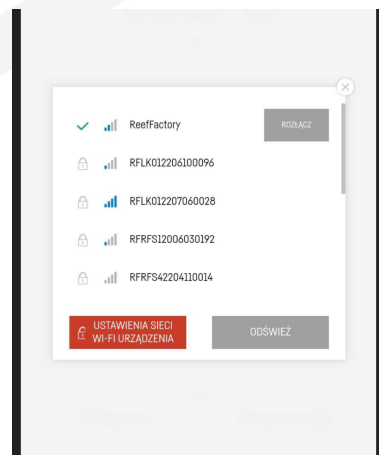 ReefFactory
ROZŁĄCZ
RFLK012206100096
RFLK012207060028
RFRFS12006030192
RFRFS42204110014
USTAWIENIA SIECI
WI-FI URZĄDZENIA
ODŚWIEŻ